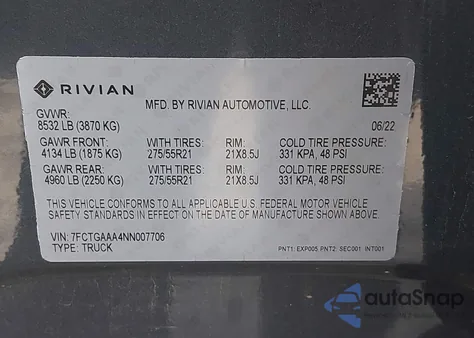 RIVIAN
MFD. BY RIVIAN AUTOMOTIVE, LLC.
GVWR:
8532 LB (3870 KG) 06/22
GAWR FRONT: WITH TIRES: RIM: COLD TIRE PRESSURE:
4134 LB (1875 KG) 275/55R21 21X8.5J 331 KPA, 48 PSI
GAWR REAR: WITH TIRES: RIM: COLD TIRE PRESSURE:
4960 LB (2250 KG) 275/55R21 21X8.5J 331 KPA, 48 PSI
THIS VEHICLE CONFORMS TO ALL APPLICABLE U.S. FEDERAL MOTOR VEHICLE
SAFETY STANDARDS IN EFFECT ON THE DATE OF MANUFACTURE SHOWN ABOVE.
VIN: 7FCTGAAA4NN007706
TYPE: TRUCK PNT1: EXP005, PNT2: SEC001 INT001
autoSnap